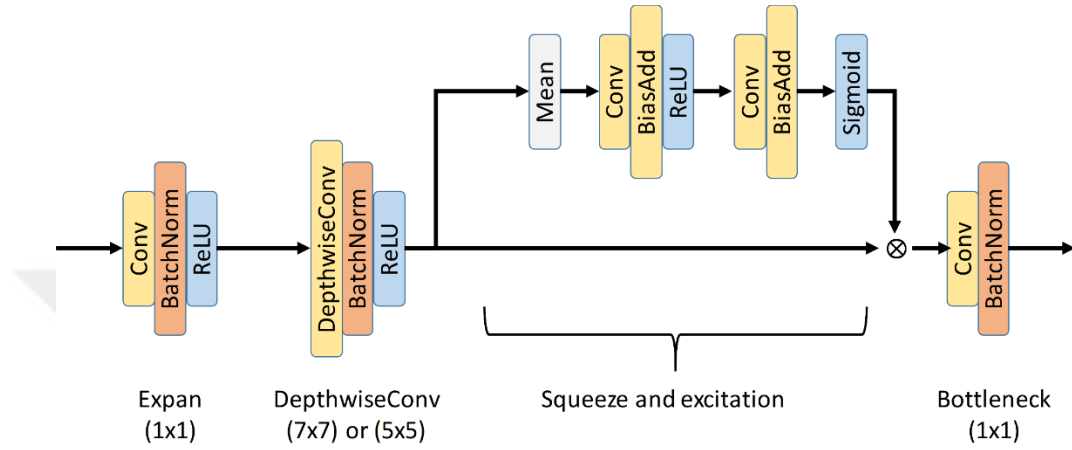 Mean
Conv
BiasAdd
ReLU
Conv
BiasAdd
Sigmoid
Conv
BatchNorm
ReLU
DepthwiseConv
BatchNorm
ReLU
Conv
BatchNorm
Expan
(1x1)
DepthwiseConv
(7x7) or (5x5)
Squeeze and excitation
Bottleneck
(1x1)